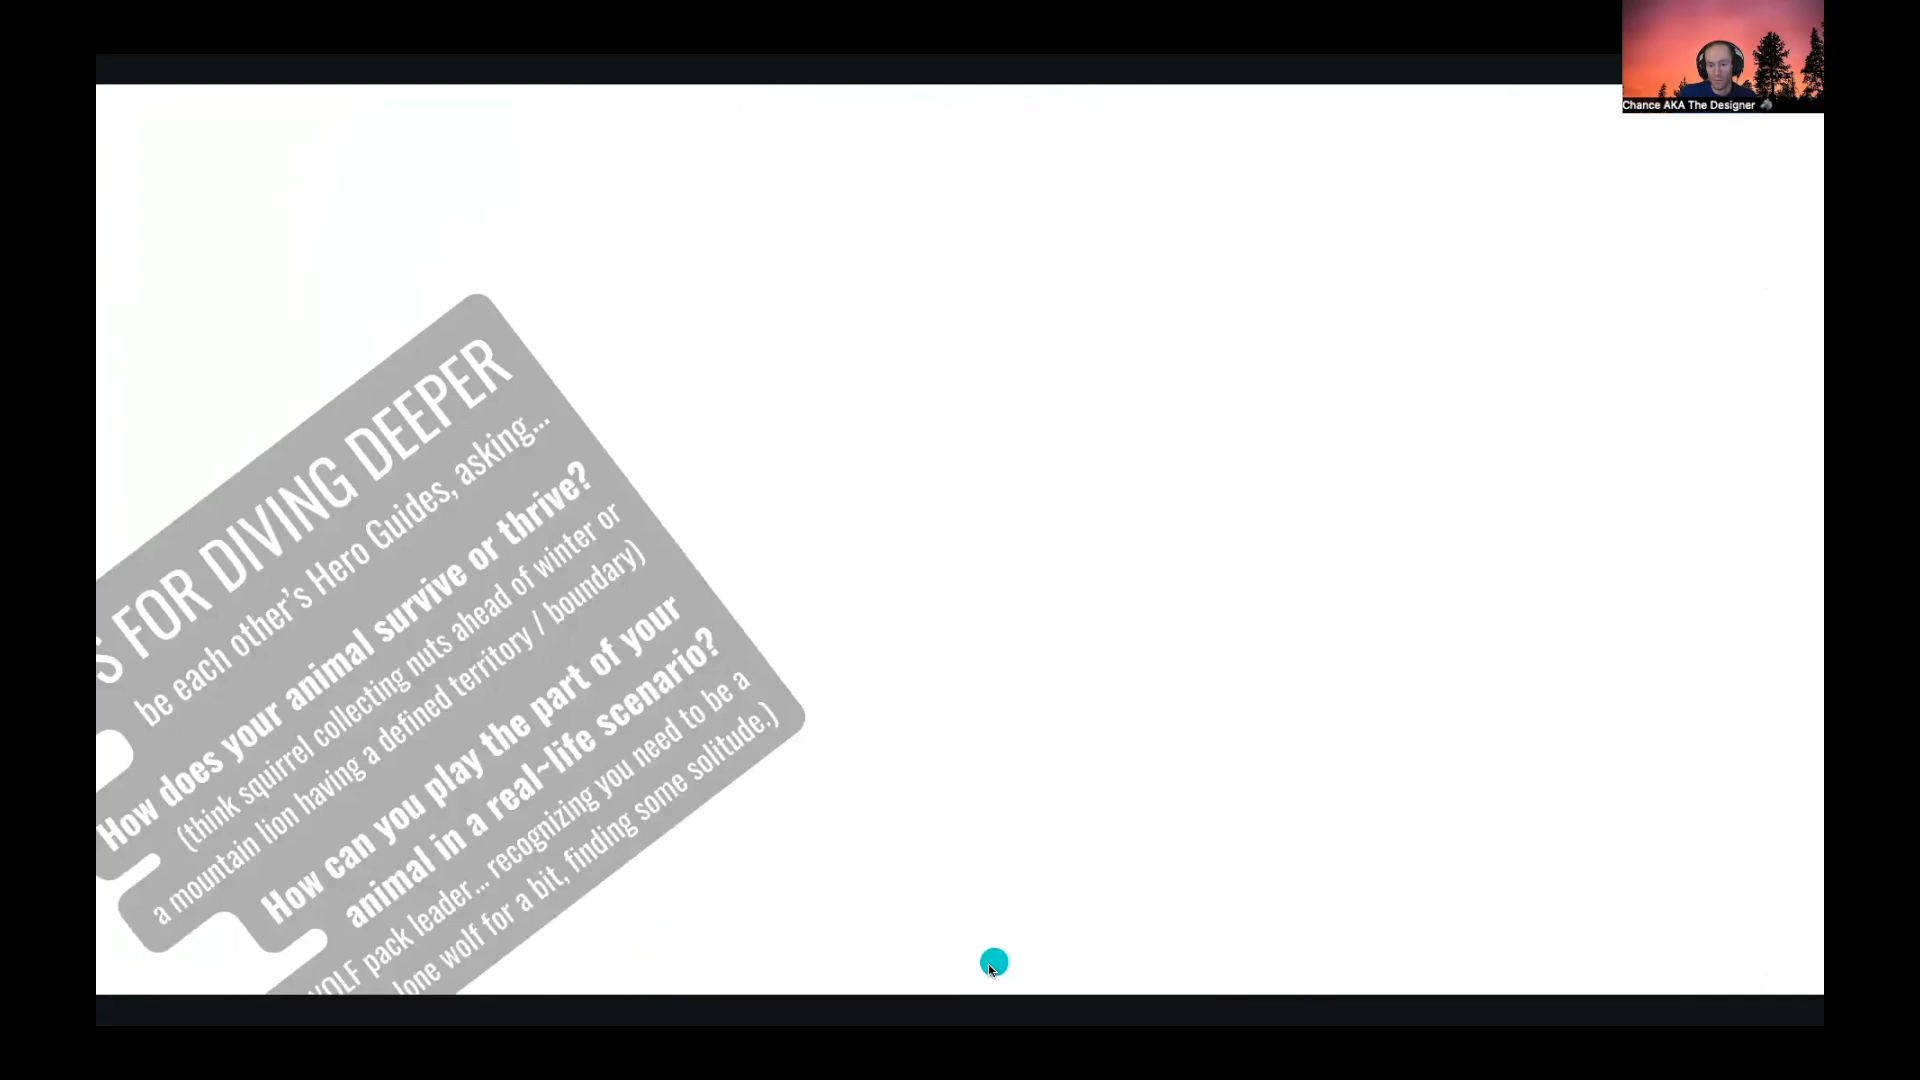 Chance AKA The Designer
S FOR DIVING DEEPER
be each other's Hero Guides, asking...
How does your animal survive or thrive?
(think squirrel collecting nuts ahead of winter or
a mountain lion having a defined territory / boundary)
How can you play the part of your
animal in a real~life scenario?
WOLF pack leader... recognizing you need to be a
lone wolf for a bit, finding some solitude.)